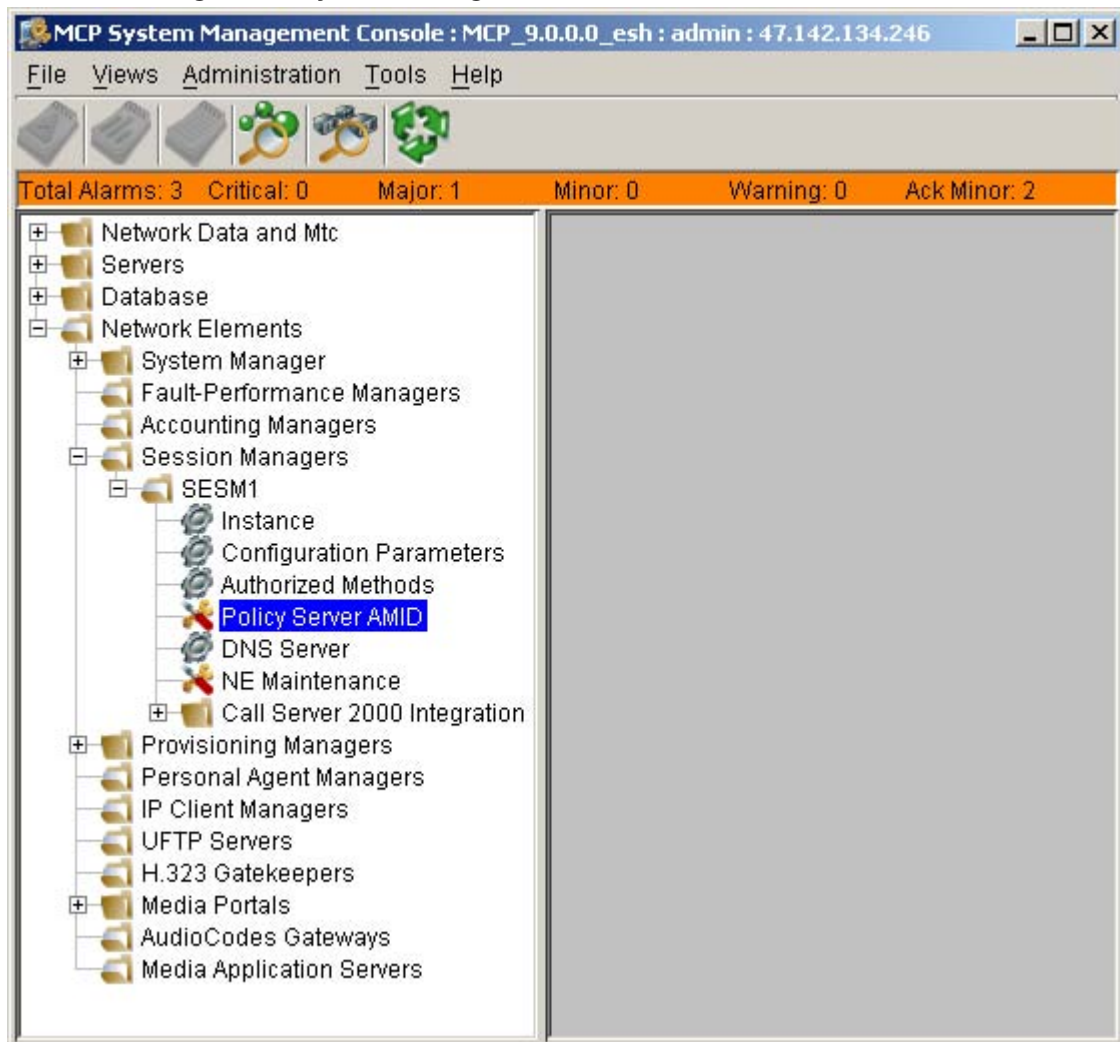 MCP System Management Console : MCP_9.0.0.0_esh : admin : 47.142.134.246
File Views Administration Tools Help
Total Alarms: 3 Critical: 0 Major: 1 Minor: 0 Warning: 0 Ack Minor: 2
Network Data and Mtc
Servers
Database
Network Elements
System Manager
Fault-Performance Managers
Accounting Managers
Session Managers
SESM1
Instance
Configuration Parameters
Authorized Methods
Policy Server AMID
DNS Server
NE Maintenance
Call Server 2000 Integration
Provisioning Managers
Personal Agent Managers
IP Client Managers
UFTP Servers
H.323 Gatekeepers
Media Portals
AudioCodes Gateways
Media Application Servers